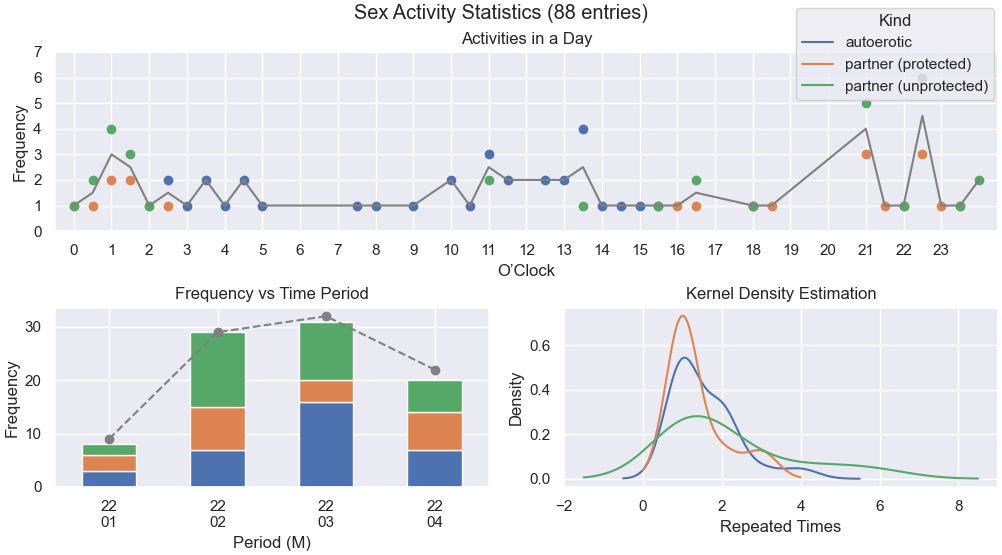 Sex Activity Statistics (88 entries)
Activities in a Day
Kind
autoerotic
partner (protected)
partner (unprotected)
Frequency
7
6
5
4
3
2
1
0
0 1 2 3 4 5 6 7 8 9 10 11 12 13 14 15 16 17 18 19 20 21 22 23
O'Clock
Frequency vs Time Period
Frequency
30
20
10
0
22 22 22 22
01 02 03 04
Period (M)
Kernel Density Estimation
Density
0.6
0.4
0.2
0.0
−2 0 2 4 6 8
Repeated Times